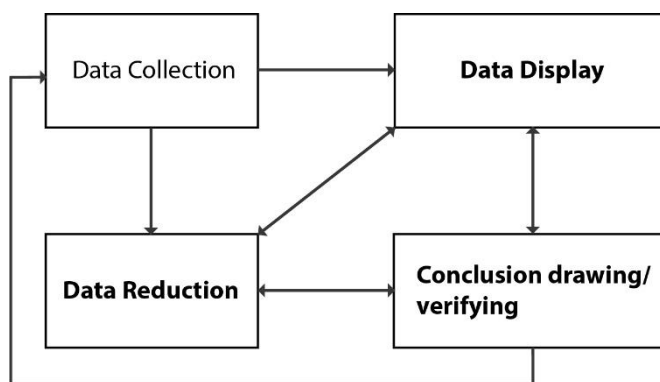 Data Collection
Data Display
Data Reduction
Conclusion drawing/
verifying